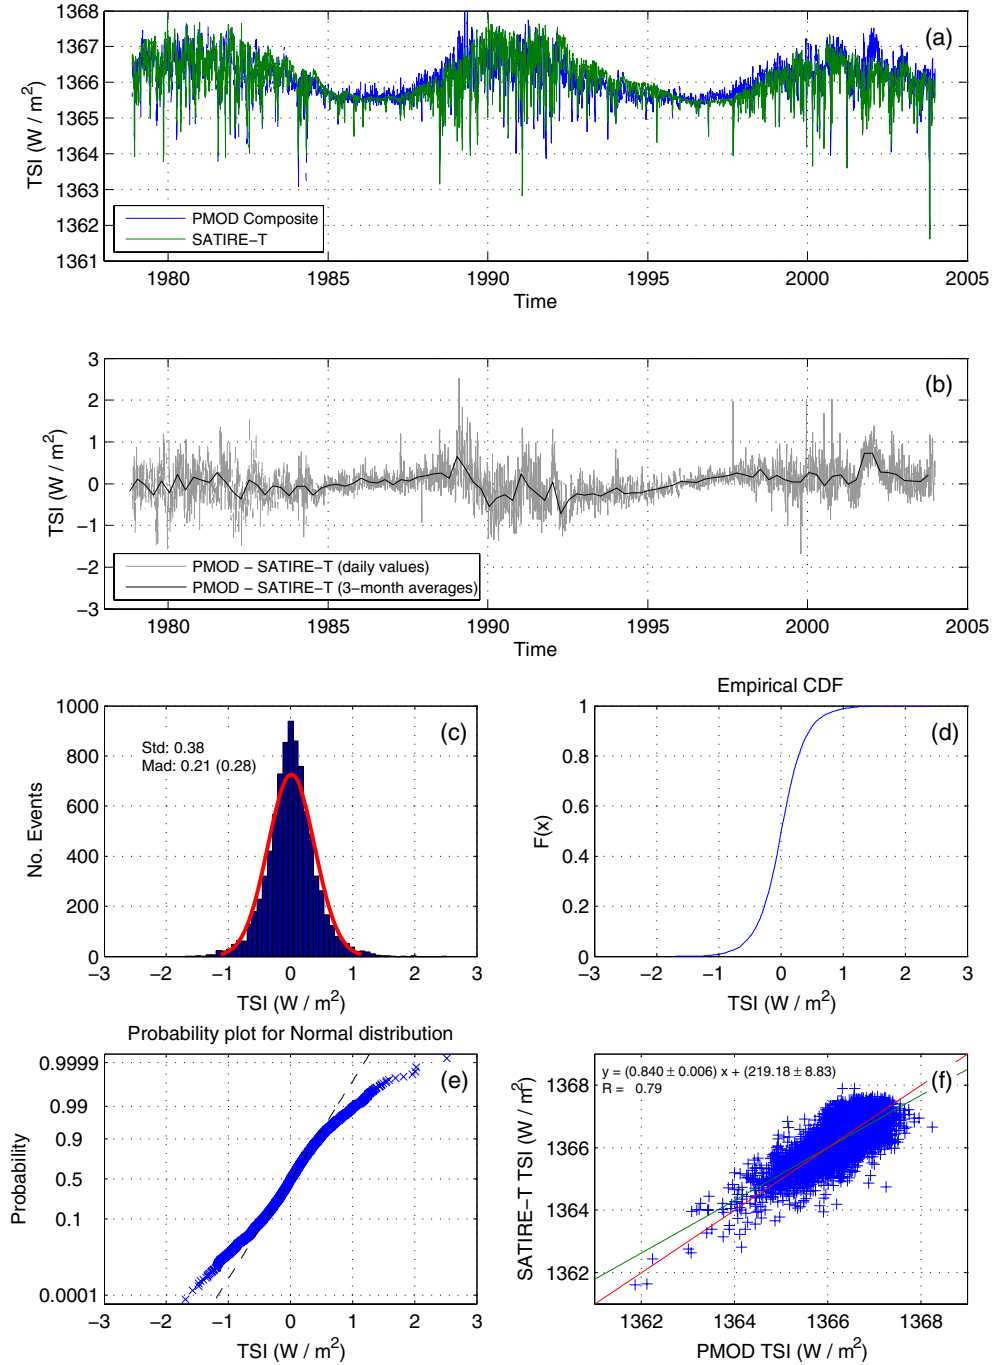 1368
1367
1366
1365
1364
1363
1362
1361
TSI (W / m²)
(a)
PMOD Composite
SATIRE−T
1980 1985 1990 1995 2000 2005
Time
3
2
1
0
−1
−2
−3
TSI (W / m²)
(b)
PMOD − SATIRE−T (daily values)
PMOD − SATIRE−T (3−month averages)
1980 1985 1990 1995 2000 2005
Time
1000
800
600
400
200
0
No. Events
(c)
Std: 0.38
Mad: 0.21 (0.28)
−3 −2 −1 0 1 2 3
TSI (W / m²)
Empirical CDF
1
0.8
0.6
0.4
0.2
0
F(x)
(d)
−3 −2 −1 0 1 2 3
TSI (W / m²)
Probability plot for Normal distribution
0.9999
0.99
0.9
0.5
0.1
0.0001
Probability
(e)
−3 −2 −1 0 1 2 3
TSI (W / m²)
y = (0.840 ± 0.006) x + (219.18 ± 8.83)
R = 0.79
(f)
1368
1366
1364
1362
SATIRE−T TSI (W / m²)
1362 1364 1366 1368
PMOD TSI (W / m²)